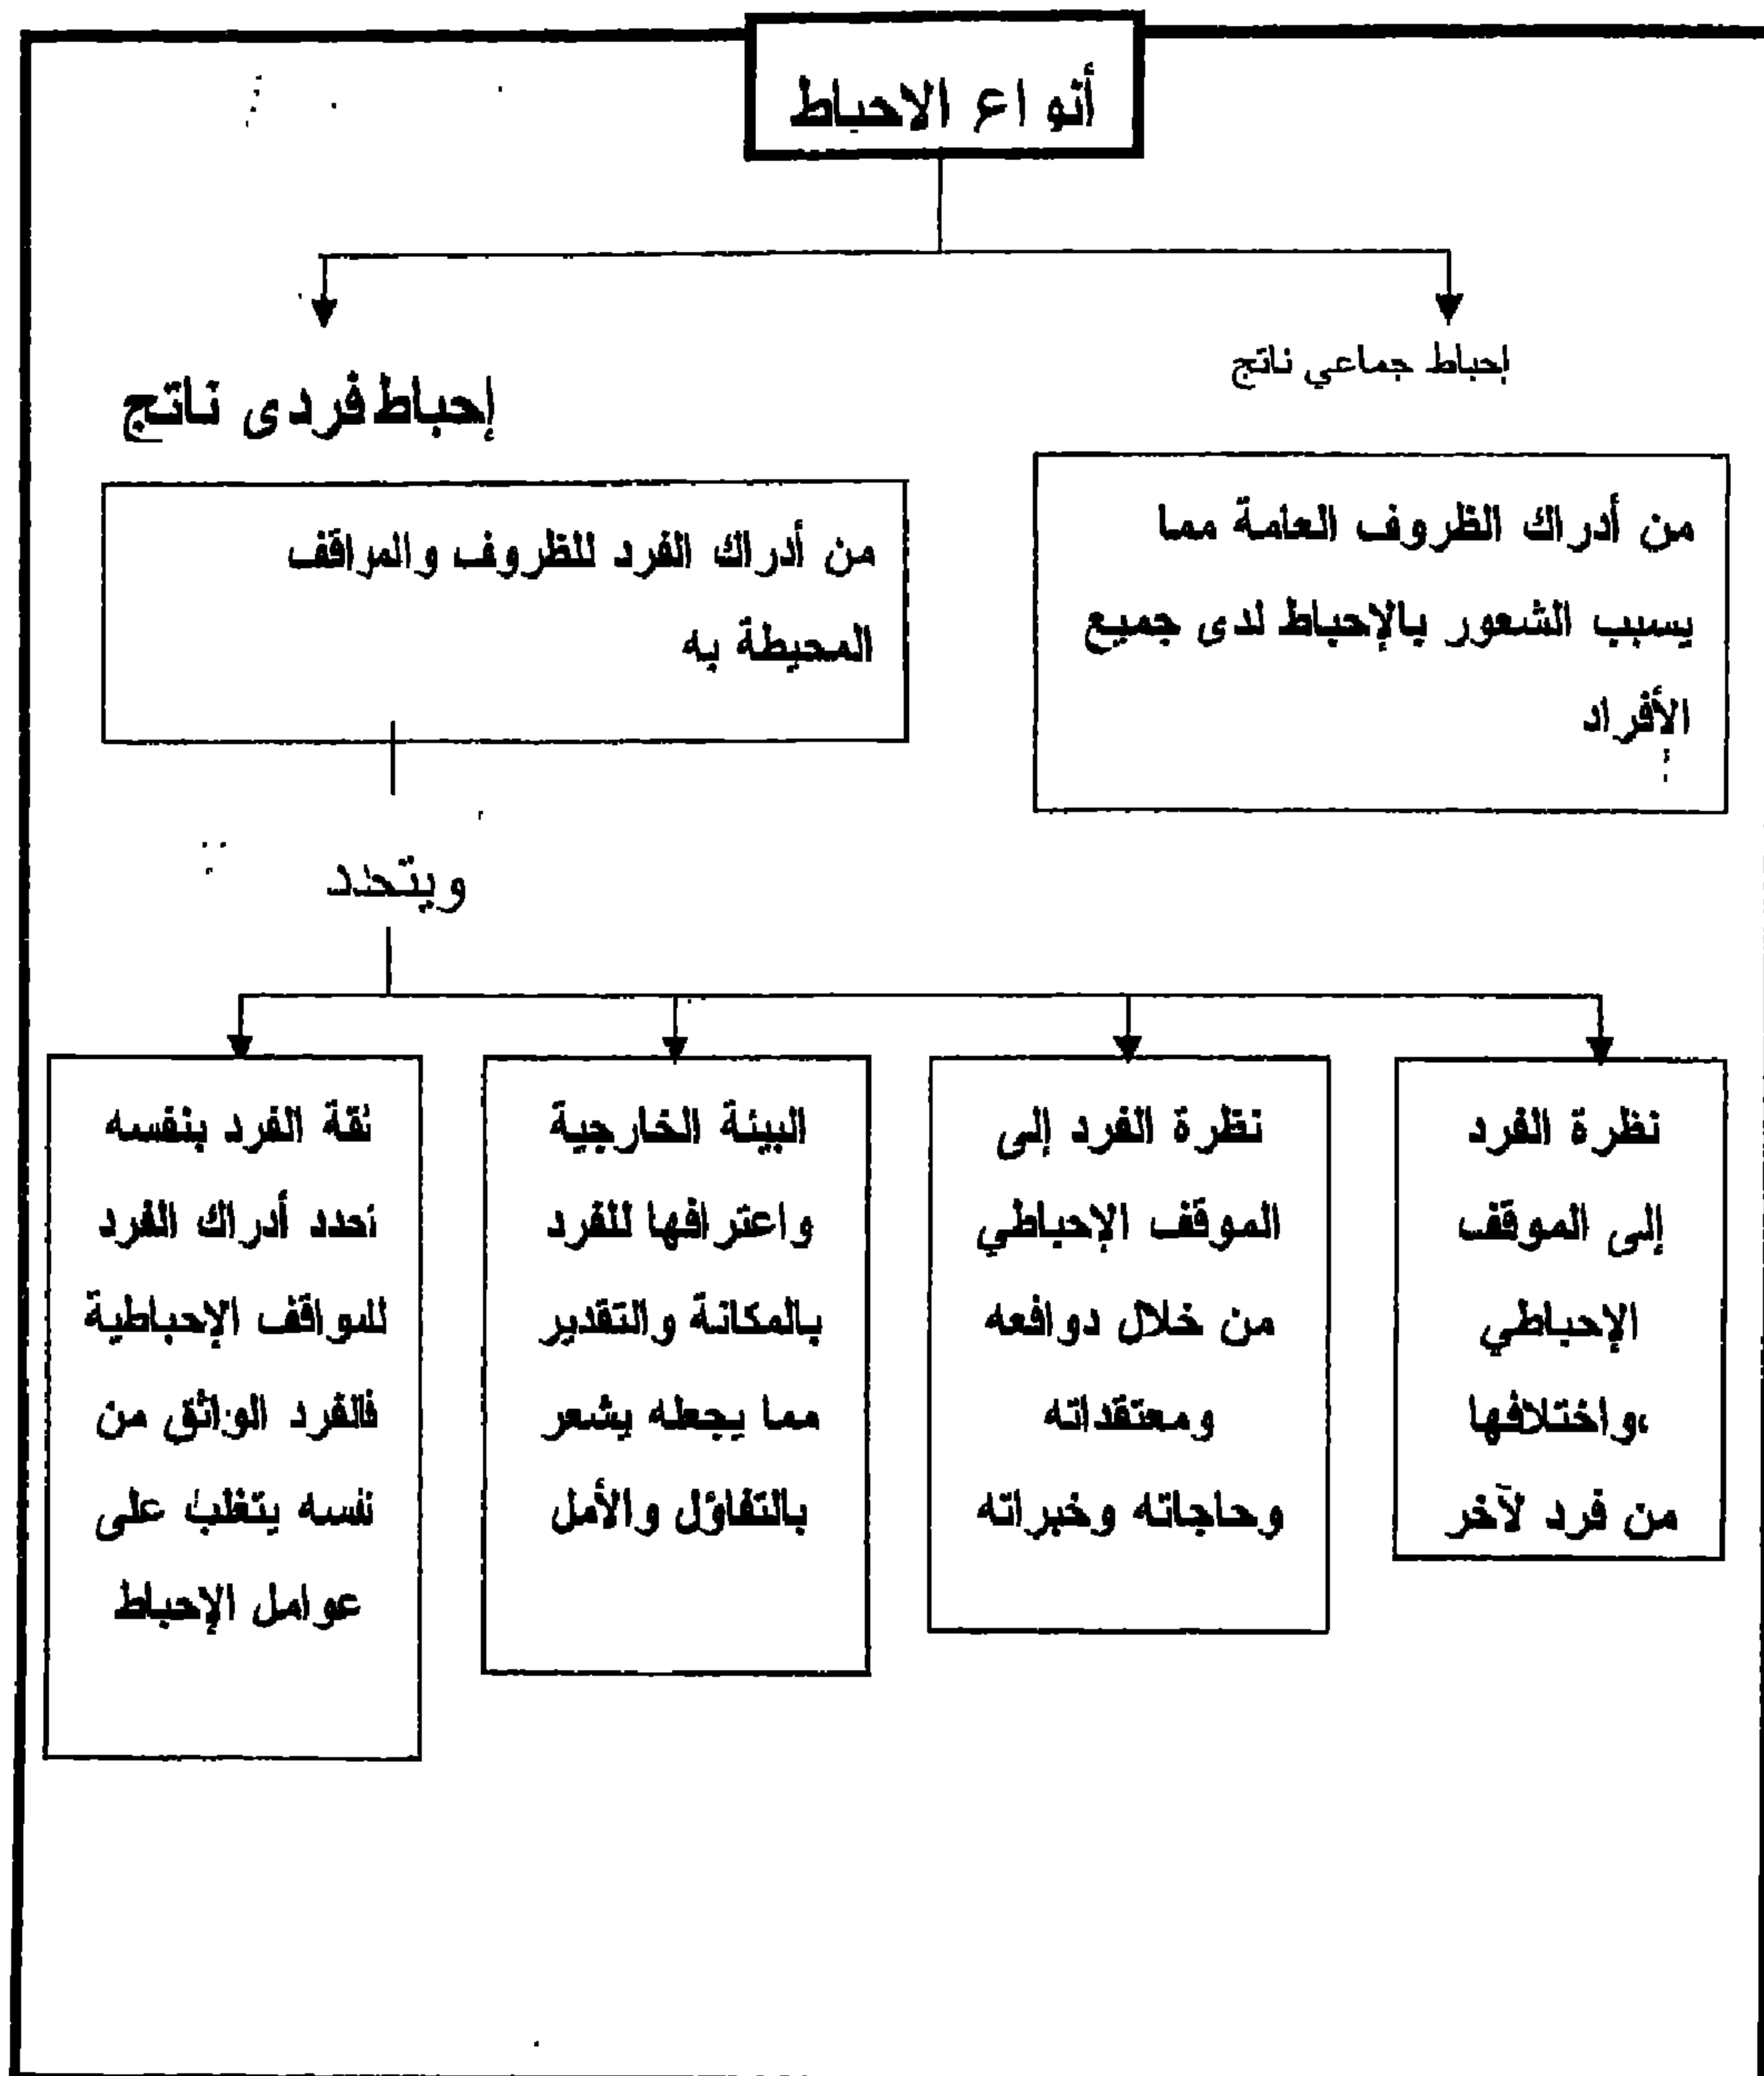 أنواع الاحباط
إحباط جماعي ناتج
من أدراك الظروف العامة مما
يسبب الشعور بالإحباط لدى جميع
الأفراد
إحباط فردى ناتج
من أدراك الفرد للظروف والمراقف
المحيطة به
ويتحدد
نظرة الفرد
إلى الموقف
الإحباطي
،واختلافها
من فرد لآخر
نظرة الفرد إلى
الموقف الإحباطي
من خلال دوافعه
ومعتقداته
وحاجاته وخبراته
البيئة الخارجية
واعترافها للفرد
بالمكانة والتقدير
مما يجعله يشعر
بالتفاؤل والأمل
ثقة الفرد بنفسه
تحدد أدراك الفرد
للمواقف الإحباطية
فالفرد الواثق من
نفسه يتغلب على
عوامل الإحباط